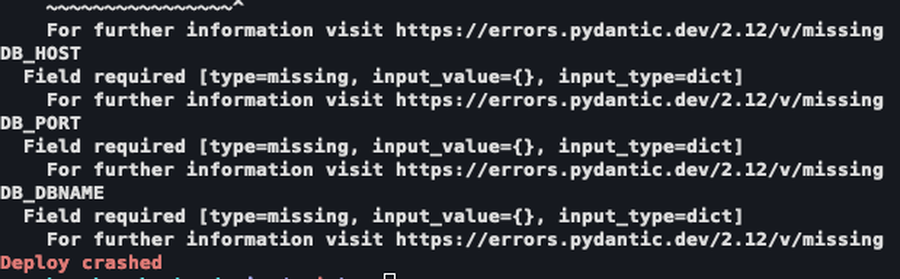 ~~~~~~~~~~~~~~~~^
For further information visit https://errors.pydantic.dev/2.12/v/missing
DB_HOST
Field required [type=missing, input_value={}, input_type=dict]
For further information visit https://errors.pydantic.dev/2.12/v/missing
DB_PORT
Field required [type=missing, input_value={}, input_type=dict]
For further information visit https://errors.pydantic.dev/2.12/v/missing
DB_DBNAME
Field required [type=missing, input_value={}, input_type=dict]
For further information visit https://errors.pydantic.dev/2.12/v/missing
Deploy crashed